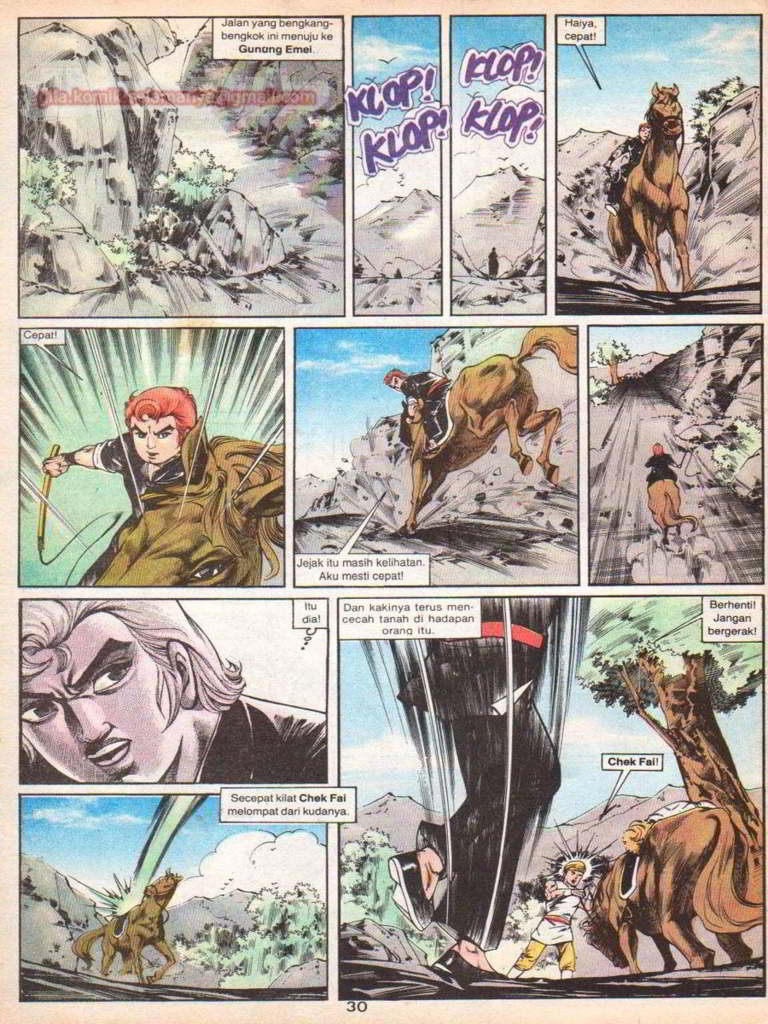 Jalan yang bengkang-
bengkok ini menuju ke
Gunung Emei.
KLOP!
KLOP!
KLOP!
KLOP!
Haiya,
cepat!
Cepat!
Jejak itu masih kelihatan.
Aku mesti cepat!
Itu
dia!
Secepat kilat Chek Fai
melompat dari kudanya.
Dan kakinya terus men-
cecah tanah di hadapan
orang itu.
Berhenti!
Jangan
bergerak!
Chek Fai!
30